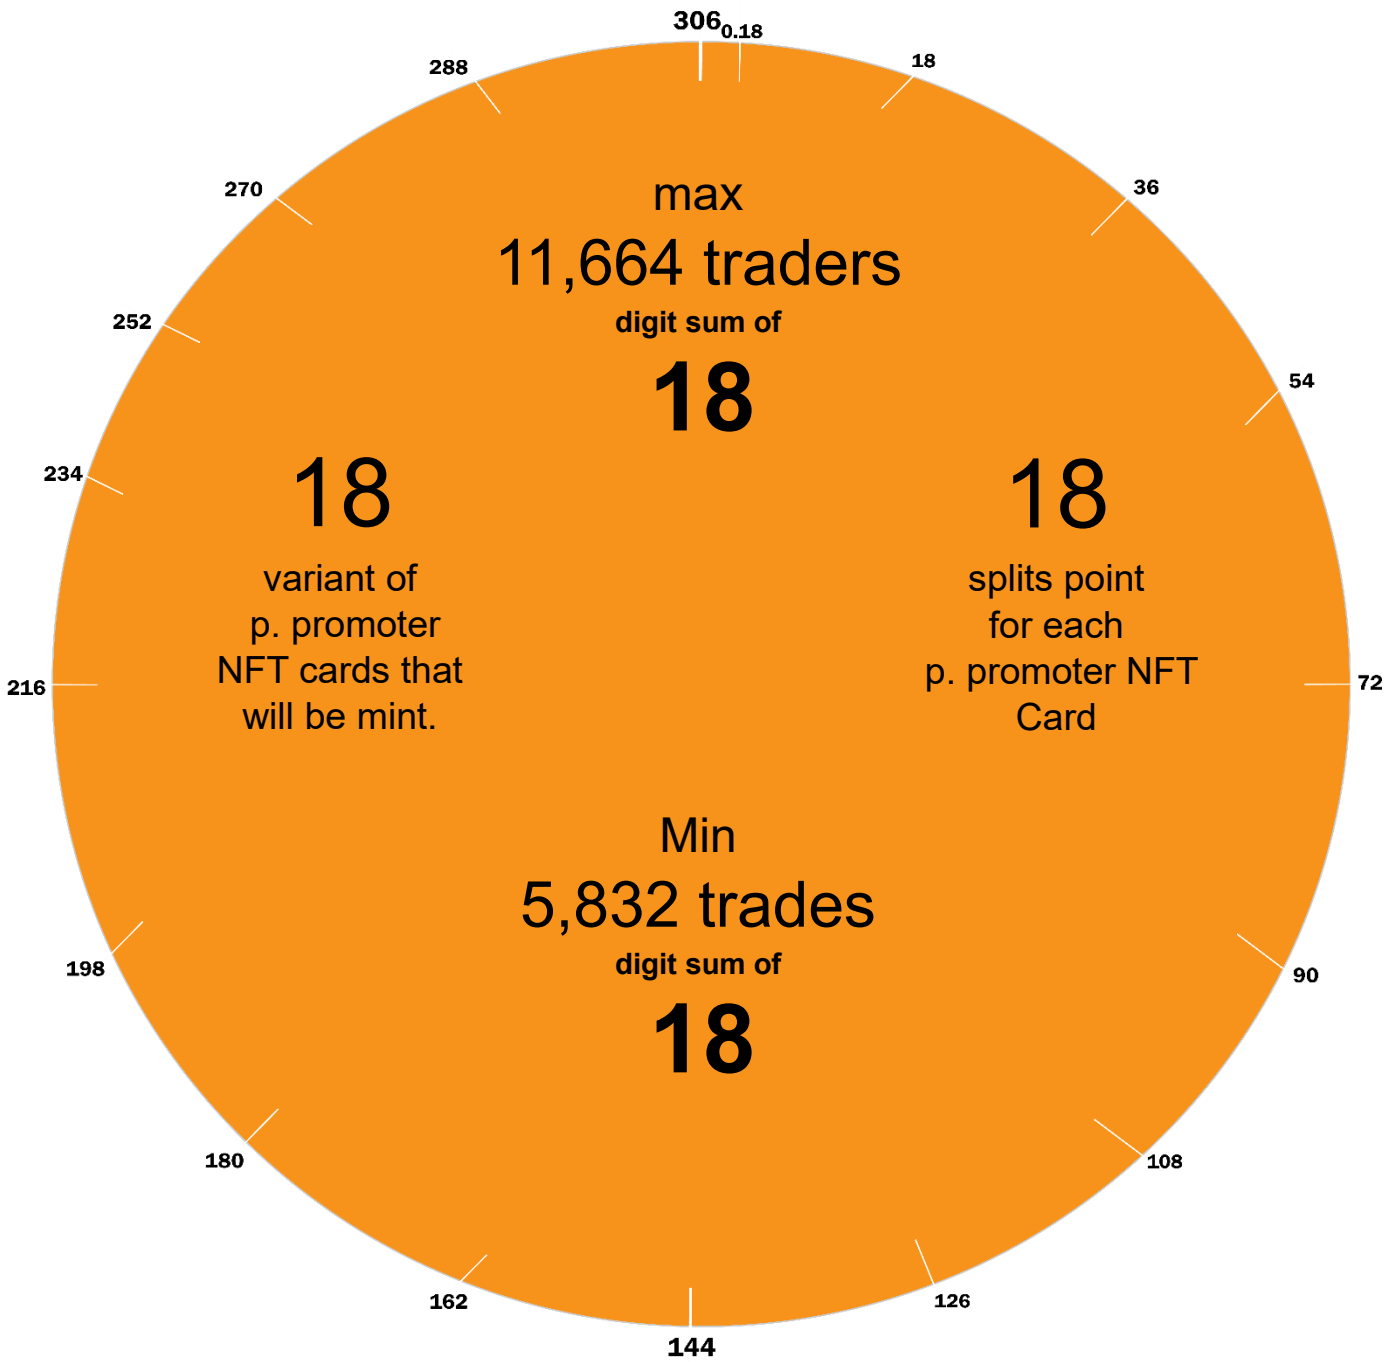 306
0.18
18
288
36
270
max
11,664 traders
digit sum of
18
252
54
234
18
variant of
p. promoter
NFT cards that
will be mint.
18
splits point
for each
p. promoter NFT
Card
216
72
Min
5,832 trades
digit sum of
18
198
90
180
108
162
126
144